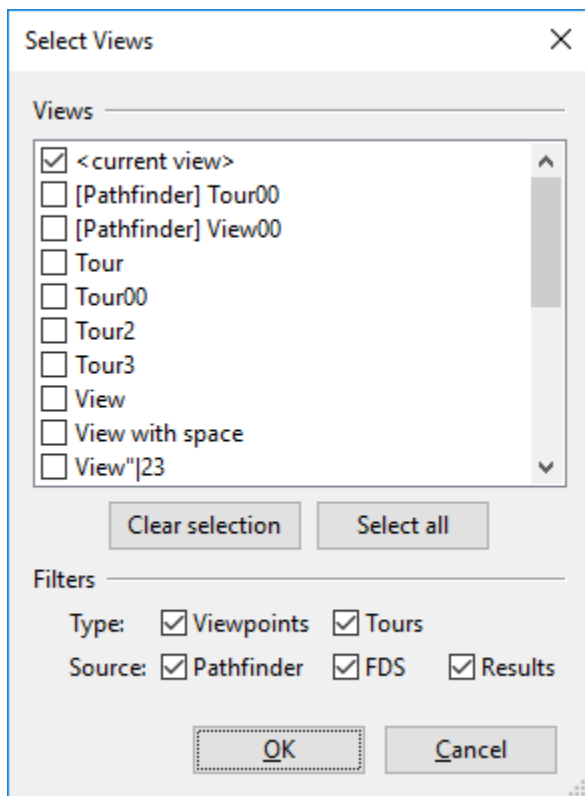 Select Views
Views
<current view>
[Pathfinder] Tour00
[Pathfinder] View00
Tour
Tour00
Tour2
Tour3
View
View with space
View"|23
Clear selection Select all
Filters
Type: Viewpoints Tours
Source: Pathfinder FDS Results
OK Cancel